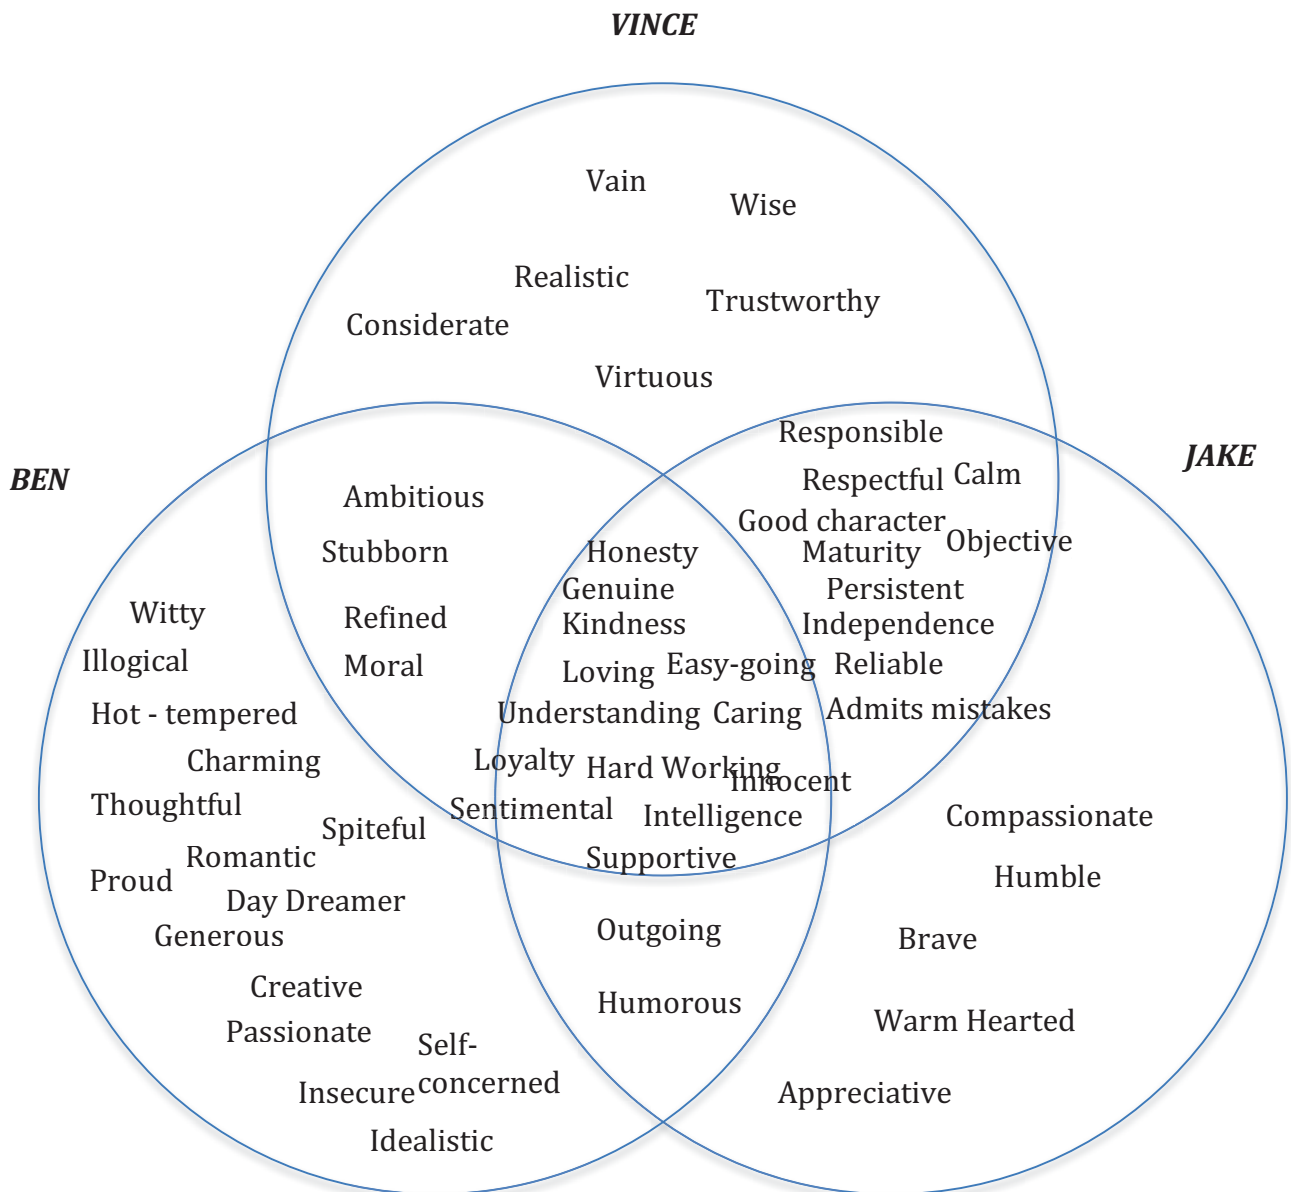 VINCE
Vain
Wise
Realistic
Trustworthy
Considerate
Virtuous
BEN
JAKE
Responsible
Respectful
Calm
Good character
Objective
Maturity
Persistent
Independence
Reliable
Admits mistakes
Ambitious
Stubborn
Refined
Moral
Honesty
Genuine
Kindness
Loving
Easy-going
Understanding
Caring
Loyalty
Hard Working
Innocent
Sentimental
Intelligence
Supportive
Outgoing
Humorous
Witty
Illogical
Hot - tempered
Charming
Thoughtful
Spiteful
Romantic
Proud
Day Dreamer
Generous
Creative
Passionate
Self-
concerned
Insecure
Idealistic
Compassionate
Humble
Brave
Warm Hearted
Appreciative